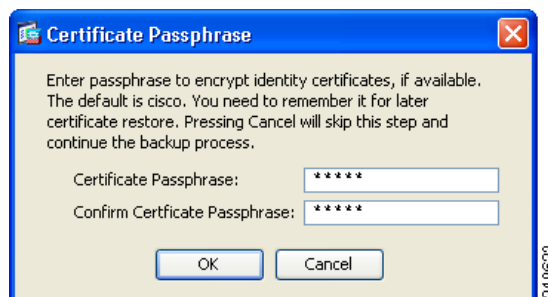 Certificate Passphrase
Enter passphrase to encrypt identity certificates, if available.
The default is cisco. You need to remember it for later
certificate restore. Pressing Cancel will skip this step and
continue the backup process.
Certificate Passphrase: *****
Confirm Certficate Passphrase: *****
OK Cancel